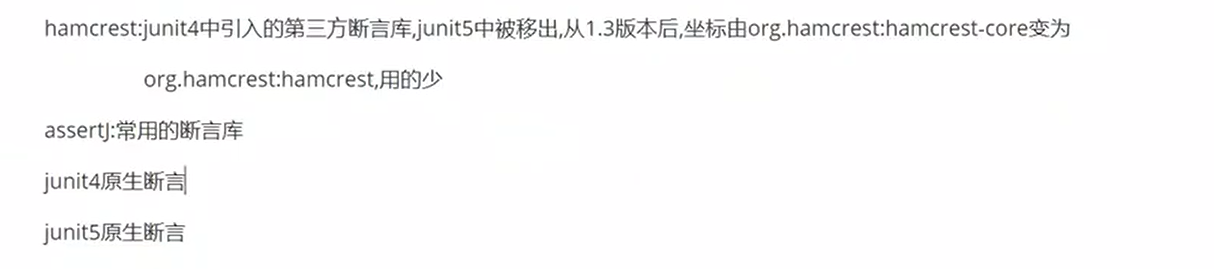 hamcrest:junit4中引入的第三方断言库,junit5中被移出,从1.3版本后,坐标由org.hamcrest:hamcrest-core变为
org.hamcrest:hamcrest,用的少
assertJ:常用的断言库
junit4原生断言
junit5原生断言